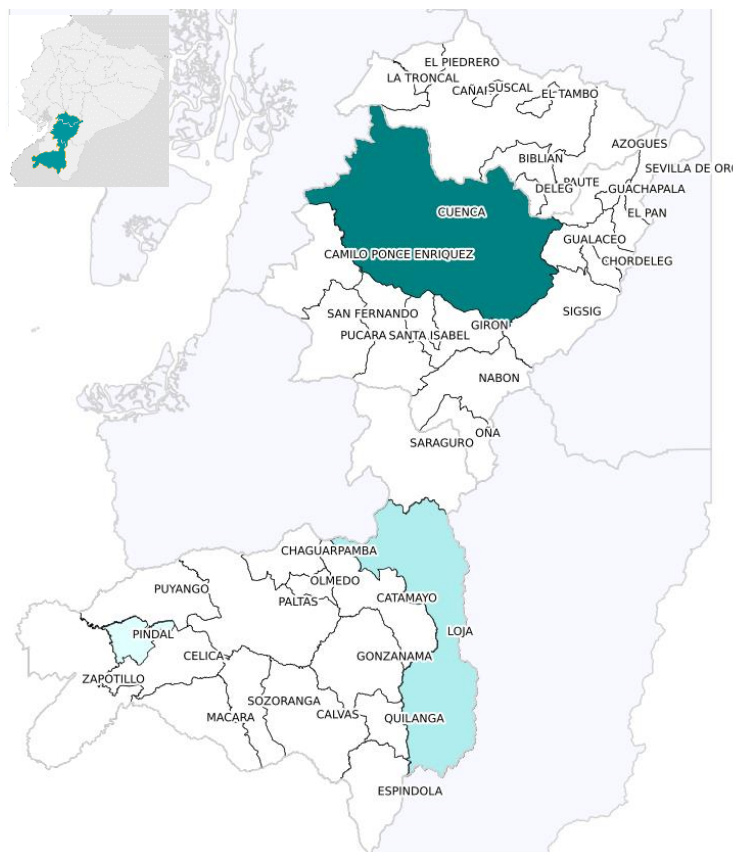 EL PIEDRERO
LA TRONCAL
CAÑAI
SUSCAL
EL TAMBO
AZOGUES
BIBLIAN
SEVILLA DE ORO
DELEG
PAUTE
GUACHAPALA
CUENCA
EL PAN
GUALACEO
CAMILO PONCE ENRIQUEZ
CHORDELEG
SAN FERNANDO
SIGSIG
GIRON
PUCARA
SANTA ISABEL
NABON
OÑA
SARAGURO
CHAGUARPAMBA
OLMEDO
PUYANGO
PALTAS
CATAMAYO
PINDAL
LOJA
CELICA
GONZANAMA
ZAPOTILLO
SOZORANGA
MACARA
CALVAS
QUILANGA
ESPINDOLA